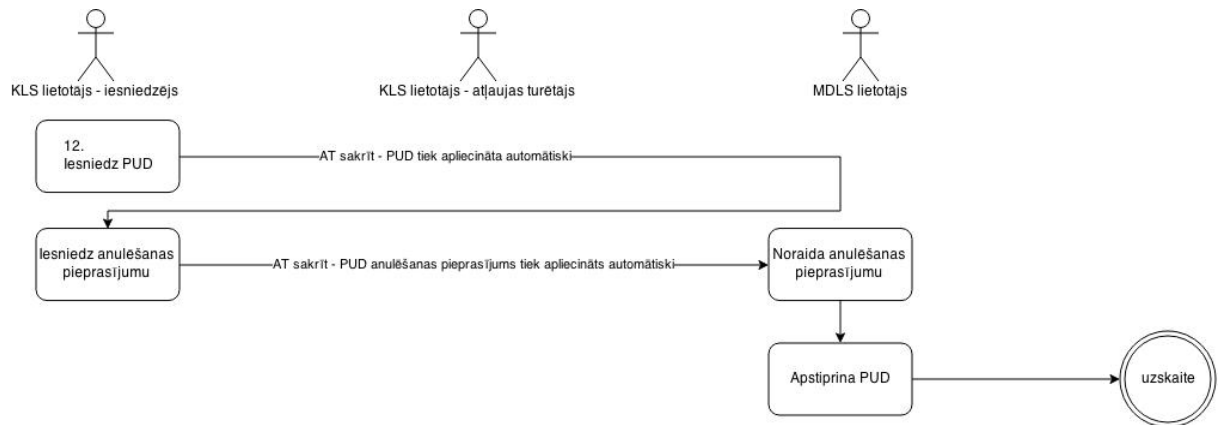 KLS lietotājs - iesniedzējs
KLS lietotājs - atļaujas turētājs
MDLS lietotājs
12.
Iesniedz PUD
AT sakrīt - PUD tiek apliecināta automātiski
Iesniedz anulēšanas
pieprasījumu
AT sakrīt - PUD anulēšanas pieprasījums tiek apliecināts automātiski
Noraida anulēšanas
pieprasījumu
Apstiprina PUD
uzskaite